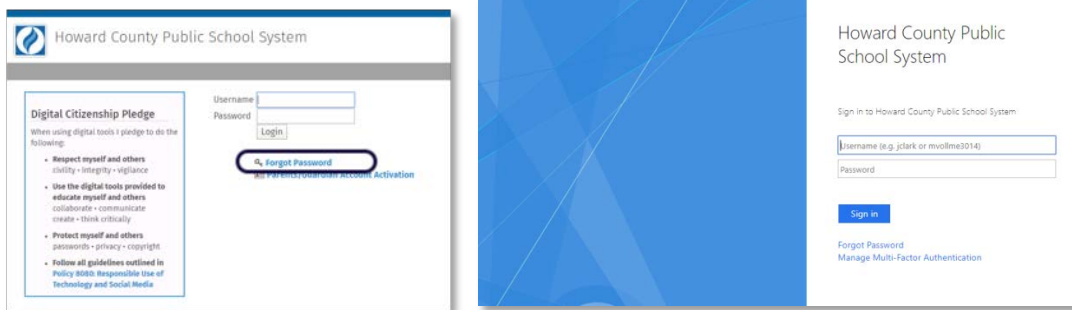 Howard County Public School System
Digital Citizenship Pledge
When using digital tools I pledge to do the
following:
• Respect myself and others
civility • integrity • vigilance
• Use the digital tools provided to
educate myself and others
collaborate • communicate
create • think critically
• Protect myself and others
passwords • privacy • copyright
• Follow all guidelines outlined in
Policy 8080: Responsible Use of
Technology and Social Media
Username
Password
Login
Forgot Password
Parents/Guardian Account Activation
Howard County Public
School System
Sign in to Howard County Public School System
Username (e.g. jclark or mvollme3014)
Password
Sign in
Forgot Password
Manage Multi-Factor Authentication